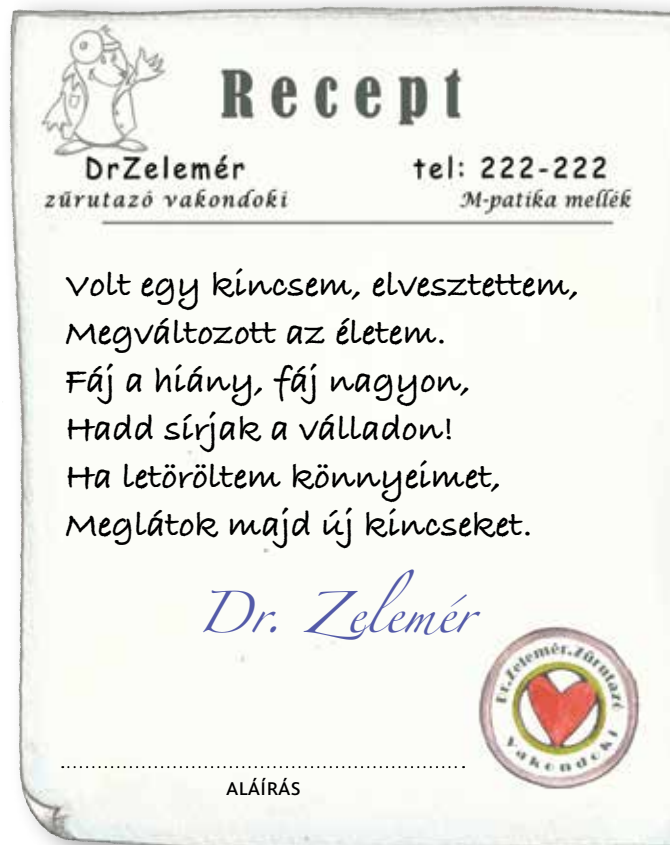 Recept
DrZelemér
zűrutazó vakondoki
tel: 222-222
M-patika mellék
Volt egy kincsem, elvesztettem,
Megváltozott az életem.
Fáj a hiány, fáj nagyon,
Hadd sírjak a válladon!
Ha letöröltem könnyeimet,
Meglátok majd új kincseket.
Dr. Zelemér
Dr.Zelemér.Zűrutazó
Vakondoki
ALÁÍRÁS